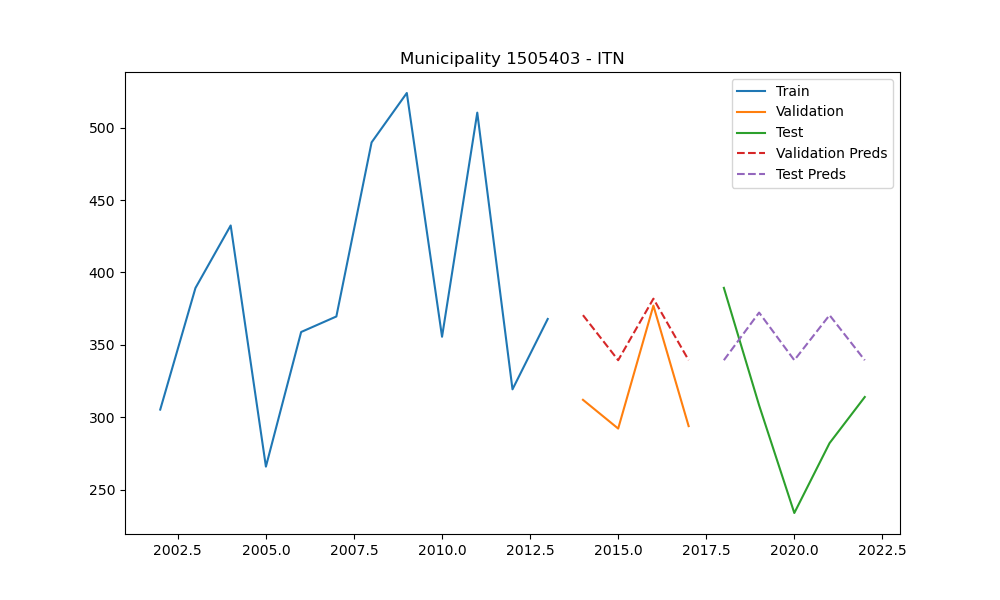 Municipality 1505403 - ITN
Train
Validation
Test
Validation Preds
Test Preds
500
450
400
350
300
250
2002.5 2005.0 2007.5 2010.0 2012.5 2015.0 2017.5 2020.0 2022.5